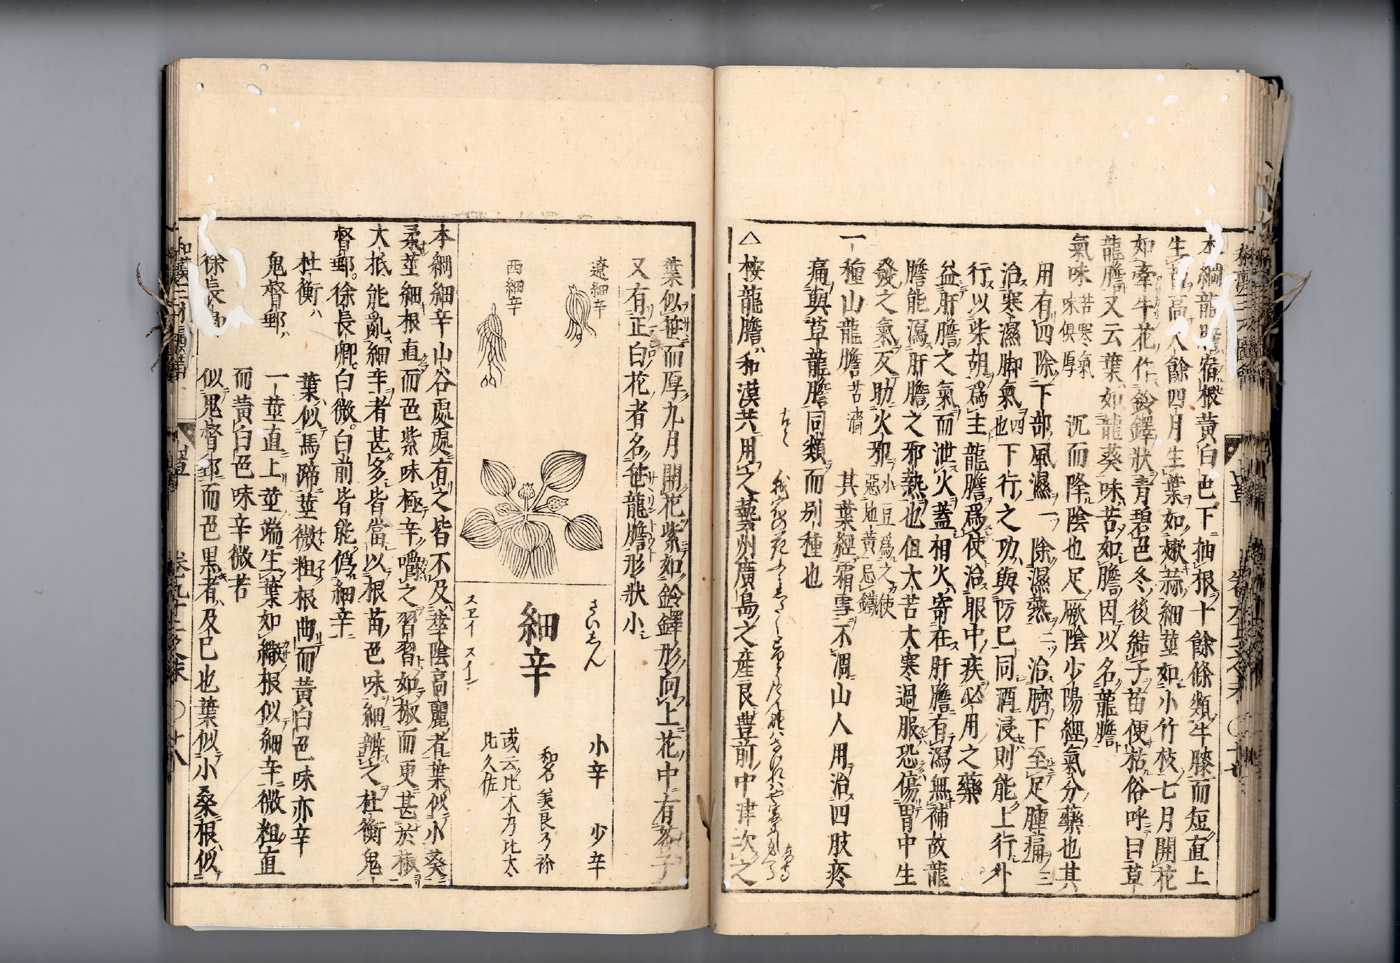 本綱龍膽宿根黄白色下抽根十餘條類牛膝而短直上
生苗高尺餘四月生葉如嫩蒜細莖如小竹枝七月開花
如牽牛花作鈴鐸狀青碧色冬後結子苗便枯俗呼曰草
龍膽又云葉如龍葵味苦如膽因以名龍膽
氣味 苦寒氣味俱厚 沉而降陰也足厥陰少陽經氣分藥也其
用有四除下部風濕一 除濕熱二 治臍下至足腫痛三
治寒濕脚氣四也 下行之功與防已同酒浸則能上行外
行以柴胡爲主龍膽爲使治眼中疾必用之藥
益肝膽之氣而泄火蓋相火寄在肝膽有瀉無補故龍
膽能瀉肝膽之邪熱也但太苦大寒過服恐傷胃中生
發之氣反助火邪 小豆爲之使惡地黄忌鐵
一種山龍膽 苦濇 其葉經霜雪不凋山人用治四肢疼
痛與草龍膽同類而別種也
△按龍膽和漢共用之藝州廣島之産良豊前中津次之
葉似笹而厚九月開花紫如鈴鐸形向上花中有蕋子
又有正白花者名笹龍膽形狀小
遼細辛
西細辛
さいしん
細辛
スエイ スイン
小辛 少辛
和名美良乃祢
或云比木乃比太
比久佐
本綱細辛山谷處處有之皆不及華陰高麗者葉似小葵
柔莖細根直而色紫味極辛嚼之習習如椒而更甚於椒
大抵能亂細辛者甚多皆當以根苗色味細辨之杜衡鬼
督郵徐長卿白微白前皆能僞細辛
杜衡ハ 葉似馬蹄莖微粗根曲而黄白色味亦辛
鬼督郵ハ 一莖直上莖端生葉如繖根似細辛微粗直
而黄白色味辛微苦
徐長卿 似鬼督郵而色黒者及已也葉似小桑根似